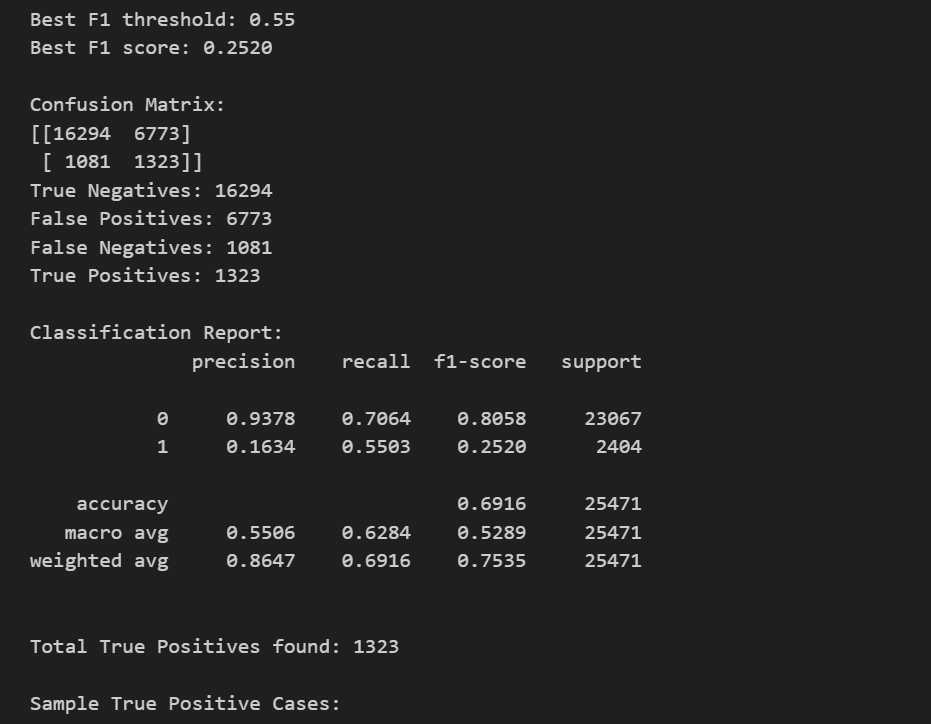 Best F1 threshold: 0.55
Best F1 score: 0.2520
Confusion Matrix:
[[16294  6773]
 [ 1081  1323]]
True Negatives: 16294
False Positives: 6773
False Negatives: 1081
True Positives: 1323
Classification Report:
              precision    recall  f1-score   support
           0     0.9378    0.7064    0.8058     23067
           1     0.1634    0.5503    0.2520      2404
    accuracy                         0.6916     25471
   macro avg     0.5506    0.6284    0.5289     25471
weighted avg     0.8647    0.6916    0.7535     25471
Total True Positives found: 1323
Sample True Positive Cases: